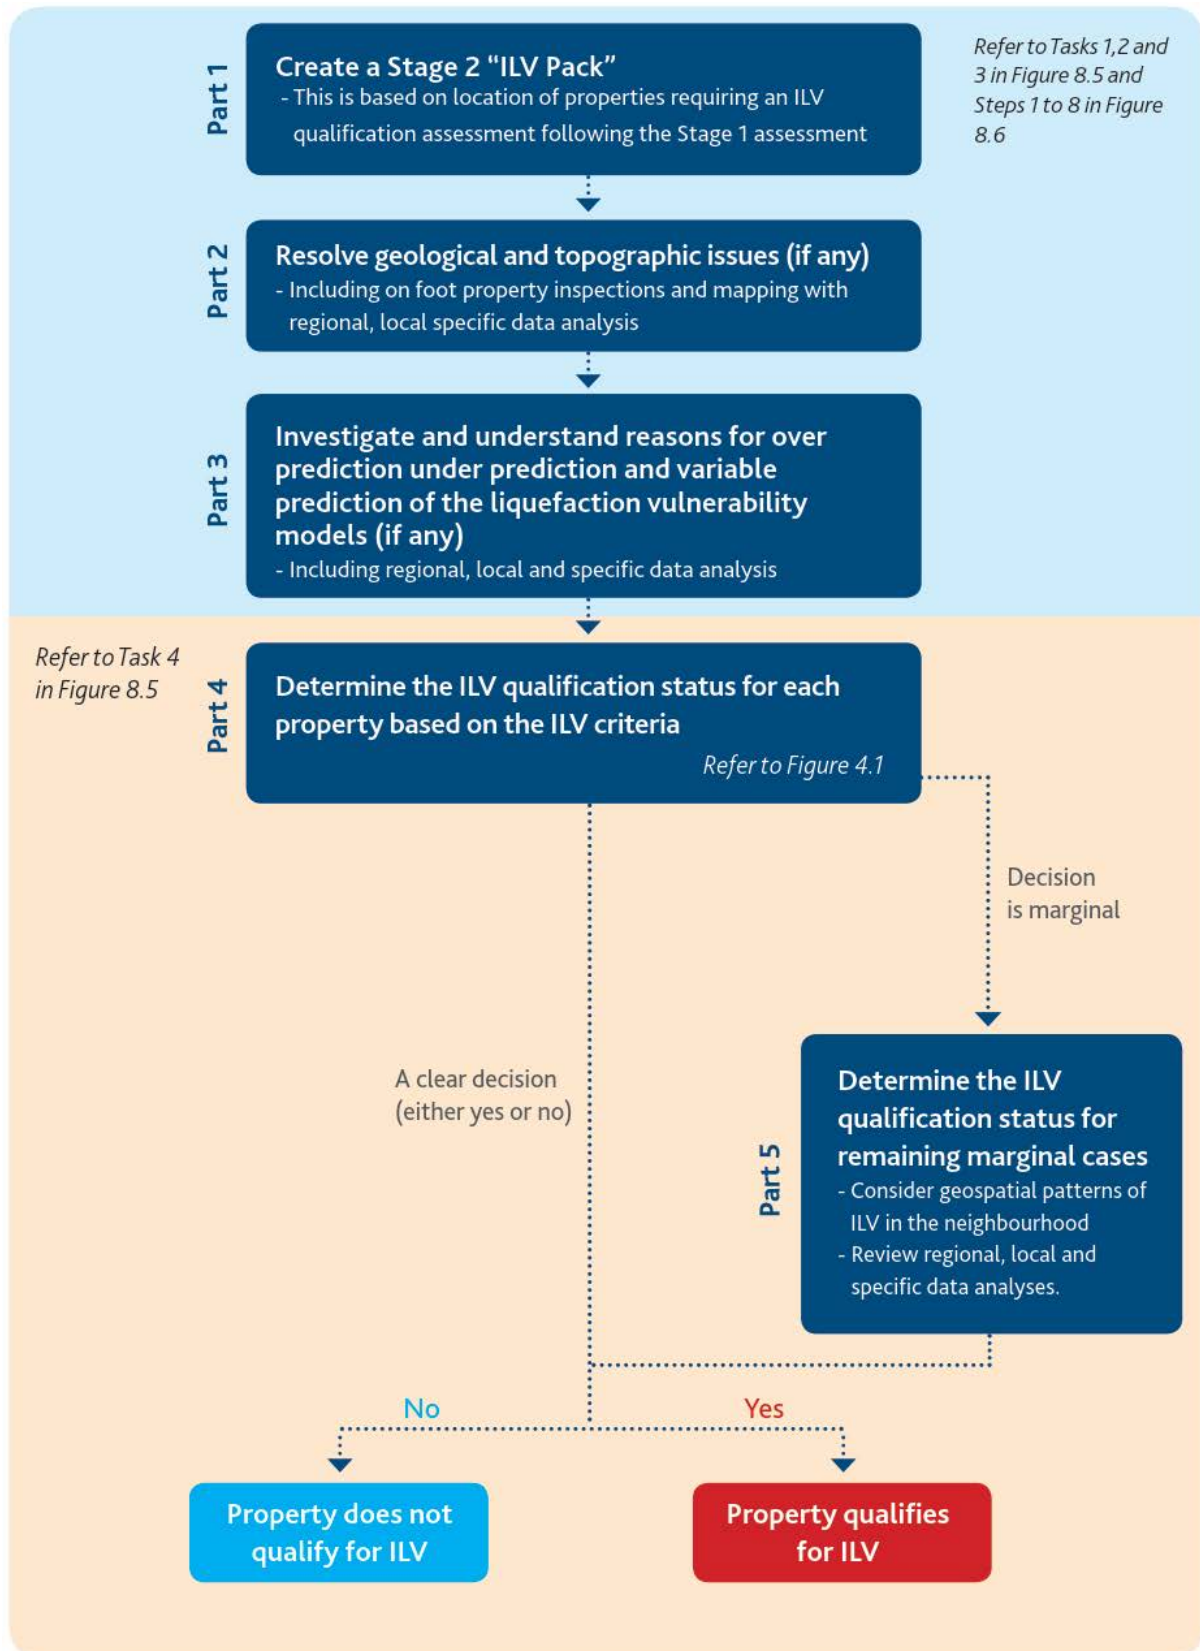 Part 1
Create a Stage 2 “ILV Pack”
- This is based on location of properties requiring an ILV
qualification assessment following the Stage 1 assessment
Refer to Tasks 1,2 and
3 in Figure 8.5 and
Steps 1 to 8 in Figure
8.6
Part 2
Resolve geological and topographic issues (if any)
- Including on foot property inspections and mapping with
regional, local specific data analysis
Part 3
Investigate and understand reasons for over
prediction under prediction and variable
prediction of the liquefaction vulnerability
models (if any)
- Including regional, local and specific data analysis
Refer to Task 4
in Figure 8.5
Part 4
Determine the ILV qualification status for each
property based on the ILV criteria
Refer to Figure 4.1
Decision
is marginal
A clear decision
(either yes or no)
Part 5
Determine the ILV
qualification status for
remaining marginal cases
- Consider geospatial patterns of
ILV in the neighbourhood
- Review regional, local and
specific data analyses.
No
Yes
Property does not
qualify for ILV
Property qualifies
for ILV